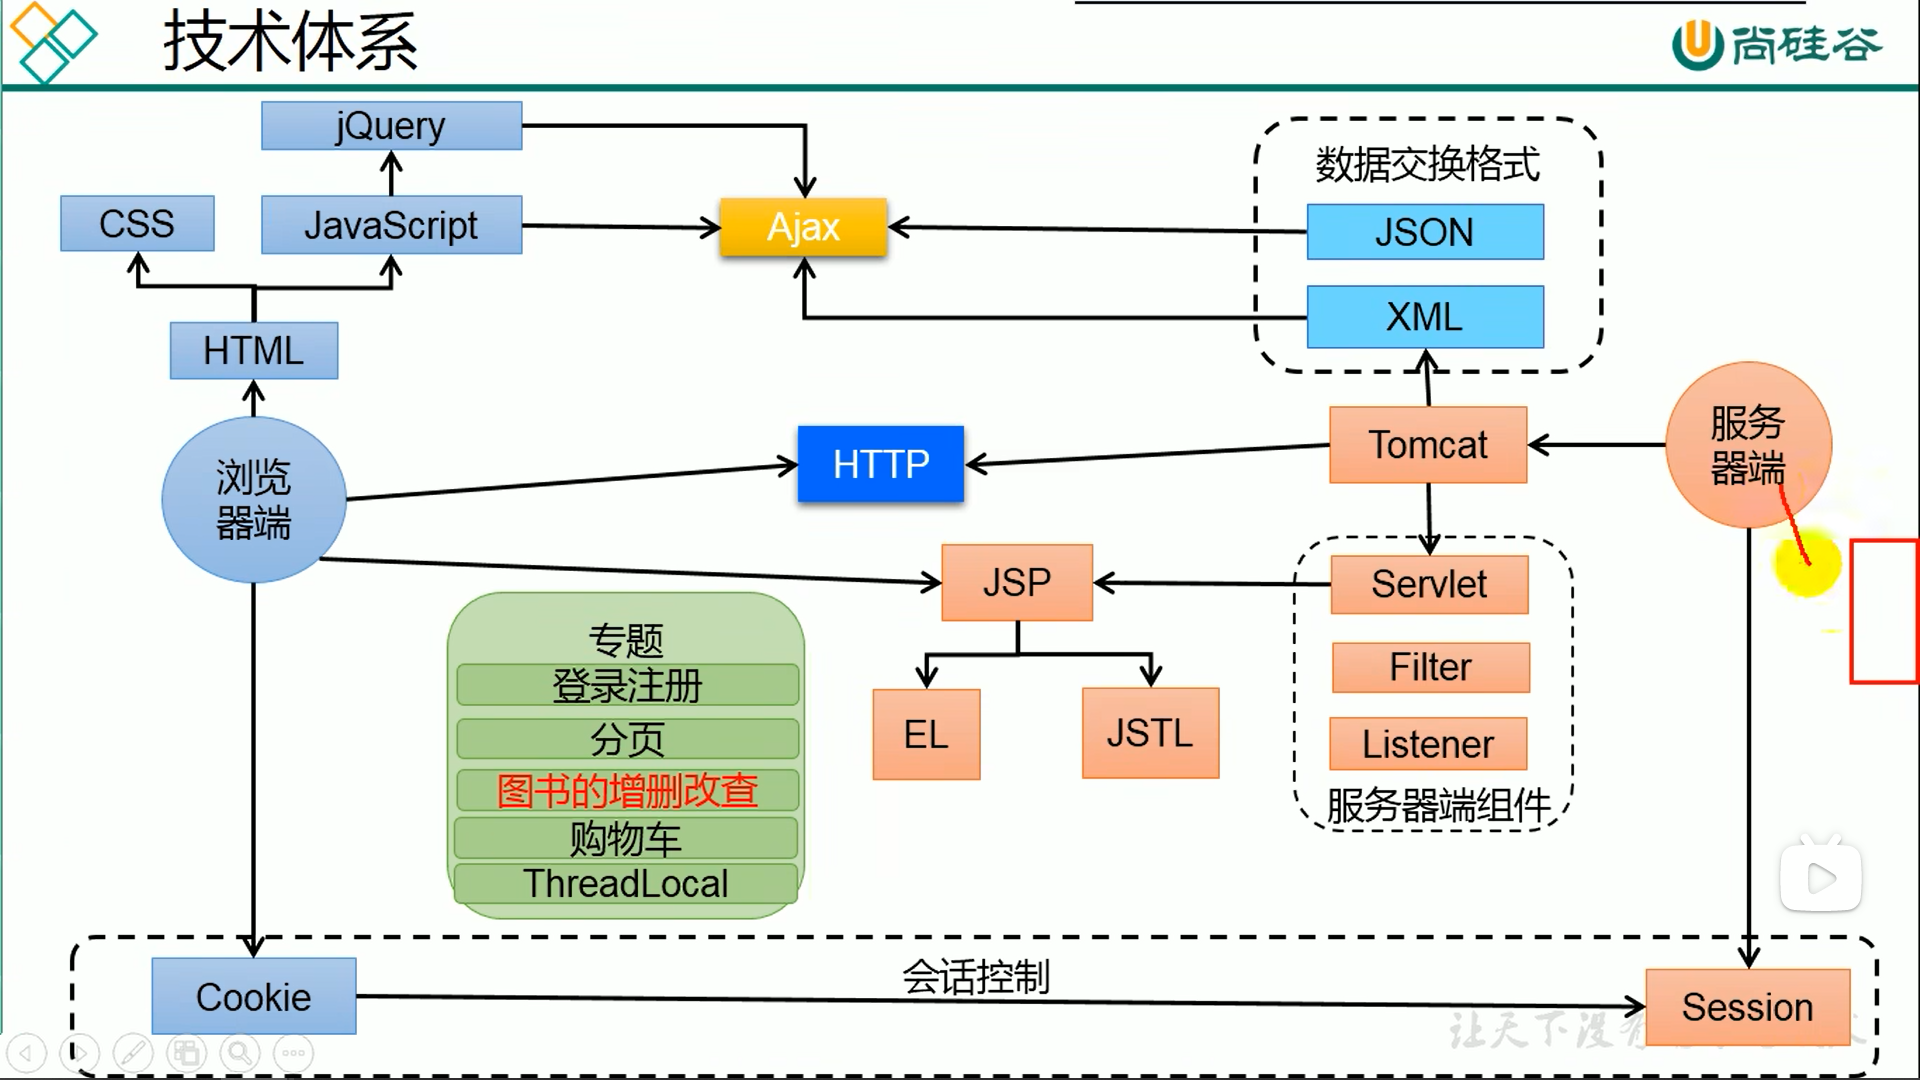 技术体系
尚硅谷
jQuery
CSS
JavaScript
Ajax
数据交换格式
JSON
XML
HTML
浏览
器端
HTTP
Tomcat
服务
器端
JSP
Servlet
Filter
Listener
服务器端组件
EL
JSTL
专题
登录注册
分页
图书的增删改查
购物车
ThreadLocal
会话控制
Cookie
Session
让天下没有